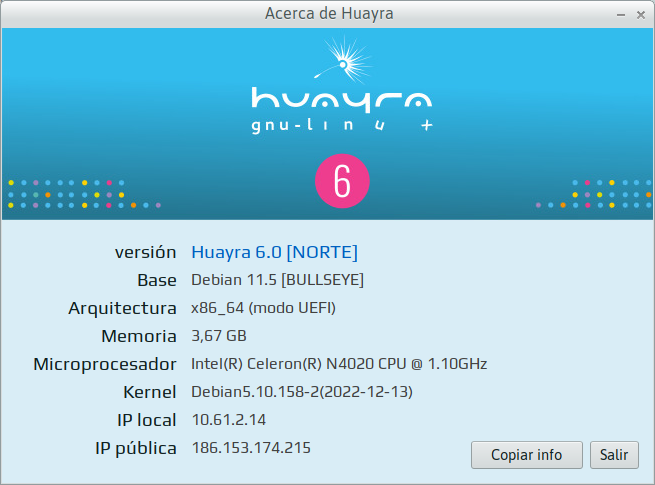 Acerca de Huayra
huayra
gnu-linux
6
versión Huayra 6.0 [NORTE]
Base Debian 11.5 [BULLSEYE]
Arquitectura x86_64 (modo UEFI)
Memoria 3,67 GB
Microprocesador Intel(R) Celeron(R) N4020 CPU @ 1.10GHz
Kernel Debian5.10.158-2(2022-12-13)
IP local 10.61.2.14
IP pública 186.153.174.215
Copiar info Salir